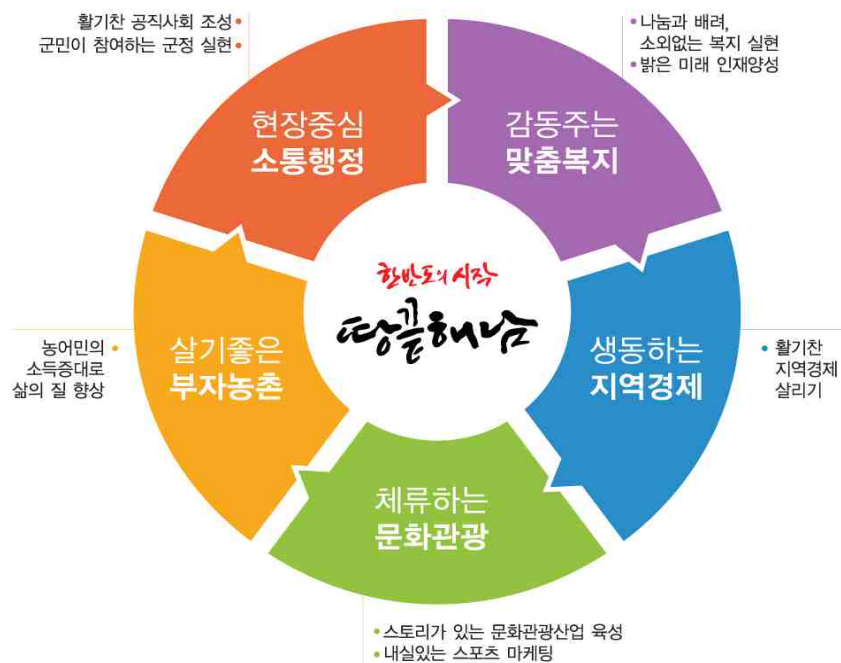 활기찬 공직사회 조성 •
군민이 참여하는 군정 실현 •
• 나눔과 배려,
소외없는 복지 실현
• 밝은 미래 인재양성
현장중심
소통행정
감동주는
맞춤복지
한반도의 시작
땅끝해남
농어민의 •
소득증대로
삶의 질 향상
살기좋은
부자농촌
생동하는
지역경제
• 활기찬
지역경제
살리기
체류하는
문화관광
• 스토리가 있는 문화관광산업 육성
• 내실있는 스포츠 마케팅